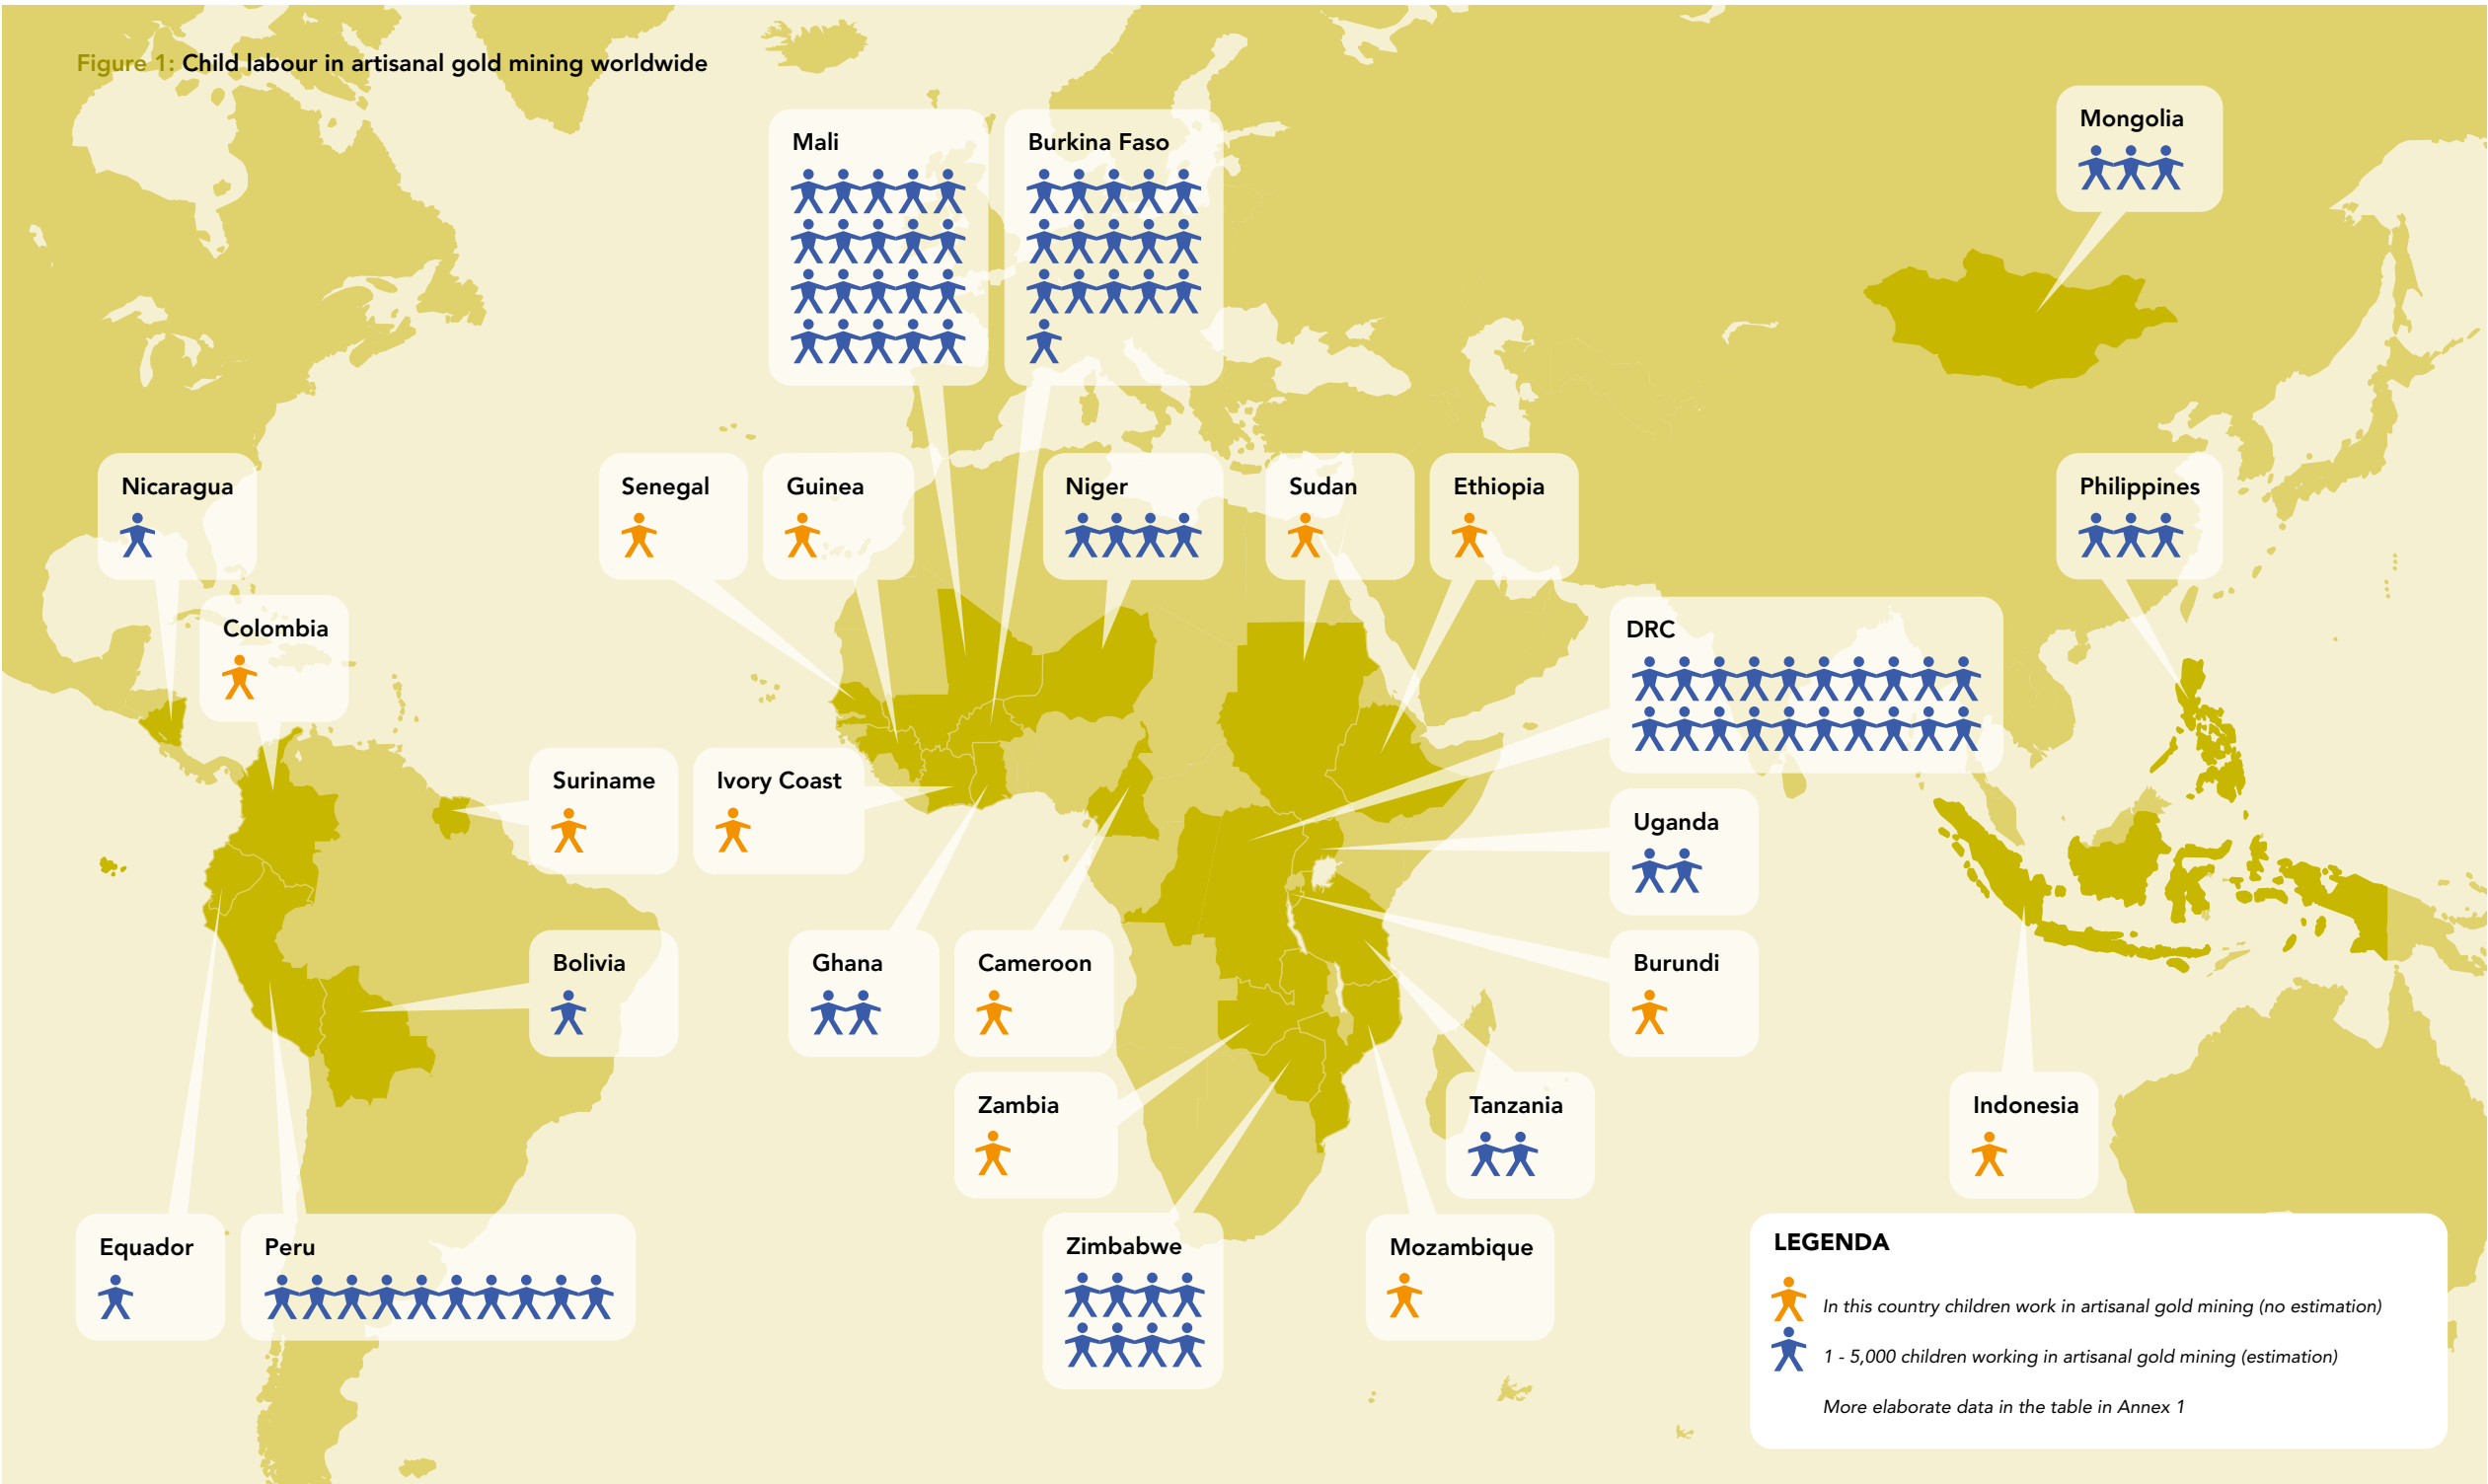 Figure 1: Child labour in artisanal gold mining worldwide
Mongolia
Mali
Burkina Faso
Nicaragua
Senegal
Guinea
Niger
Sudan
Ethiopia
Philippines
Colombia
DRC
Suriname
Ivory Coast
Uganda
Bolivia
Ghana
Cameroon
Burundi
Zambia
Tanzania
Indonesia
Equador
Peru
Zimbabwe
Mozambique
LEGENDA
In this country children work in artisanal gold mining (no estimation)
1 - 5,000 children working in artisanal gold mining (estimation)
More elaborate data in the table in Annex 1